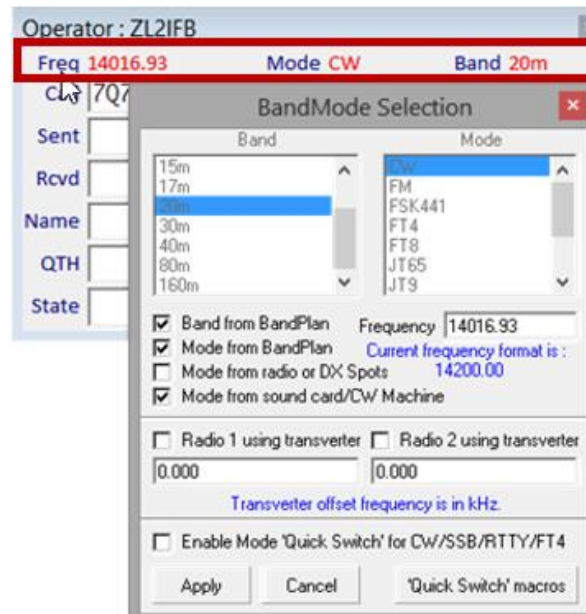 Operator : ZL2IFB
Freq 14016.93 Mode CW Band 20m
7Q7
BandMode Selection
Sent
Band Mode
Rcvd
15m CW
17m FM
Name
20m FSK441
30m FT4
QTH
40m FT8
80m JT65
State
160m JT9
Band from BandPlan Frequency 14016.93
Mode from BandPlan Current frequency format is :
Mode from radio or DX Spots 14200.00
Mode from sound card/CW Machine
Radio 1 using transverter Radio 2 using transverter
0.000 0.000
Transverter offset frequency is in kHz.
Enable Mode 'Quick Switch' for CW/SSB/RTTY/FT4
Apply Cancel 'Quick Switch' macros